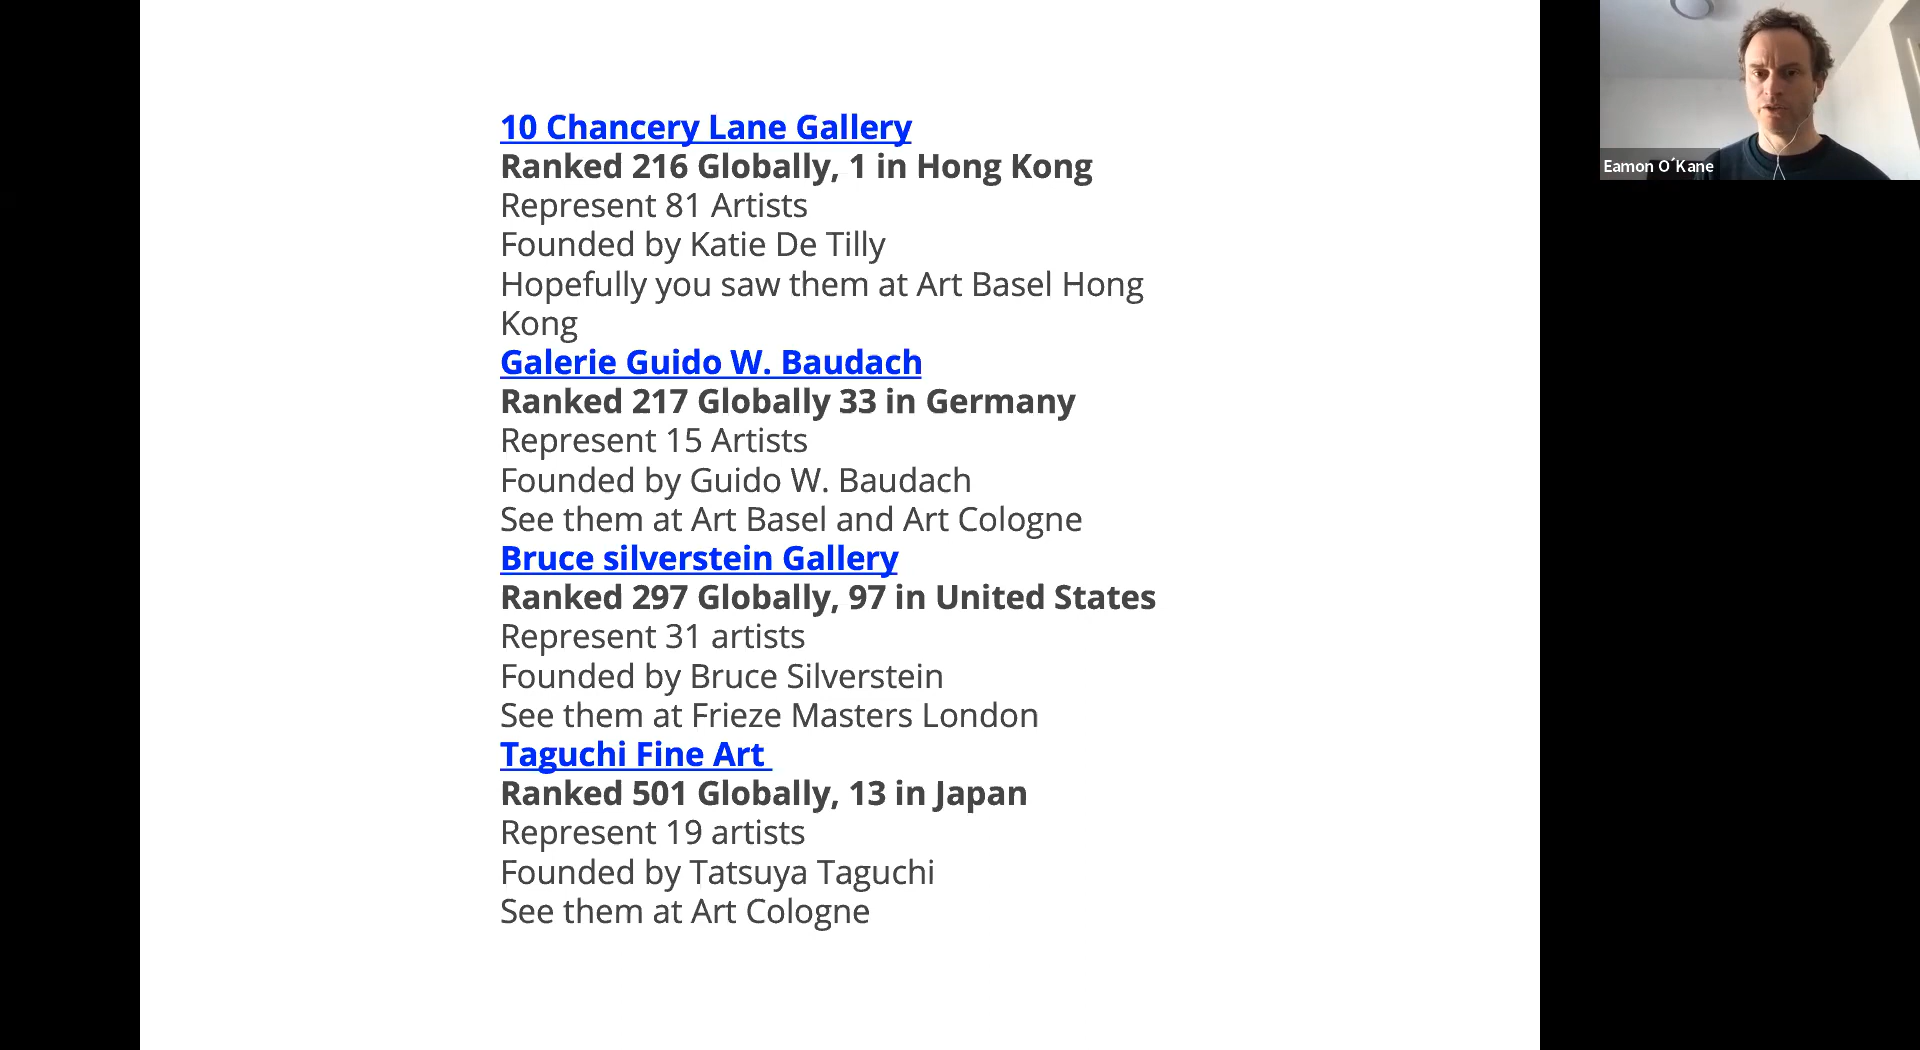 10 Chancery Lane Gallery
Ranked 216 Globally, 1 in Hong Kong
Represent 81 Artists
Founded by Katie De Tilly
Hopefully you saw them at Art Basel Hong
Kong
Galerie Guido W. Baudach
Ranked 217 Globally 33 in Germany
Represent 15 Artists
Founded by Guido W. Baudach
See them at Art Basel and Art Cologne
Bruce silverstein Gallery
Ranked 297 Globally, 97 in United States
Represent 31 artists
Founded by Bruce Silverstein
See them at Frieze Masters London
Taguchi Fine Art
Ranked 501 Globally, 13 in Japan
Represent 19 artists
Founded by Tatsuya Taguchi
See them at Art Cologne
Eamon O´Kane